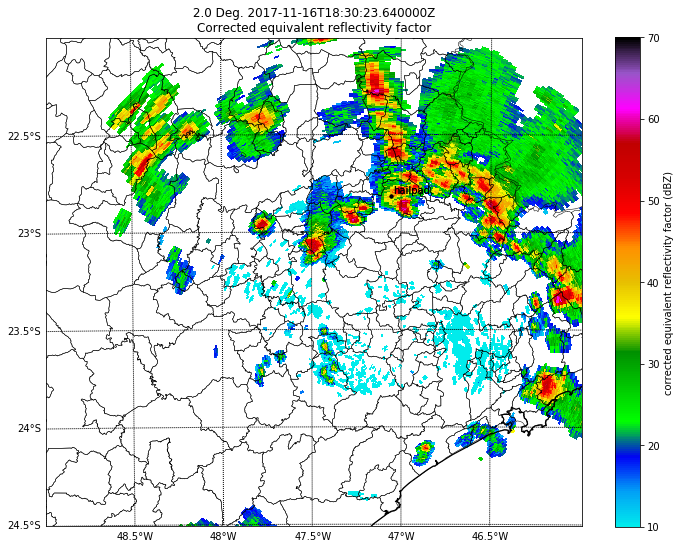 2.0 Deg. 2017-11-16T18:30:23.640000Z
Corrected equivalent reflectivity factor
70
60
50
40
30
20
10
corrected equivalent reflectivity factor (dBZ)
22.5°S
23°S
23.5°S
24°S
24.5°S
hailpad
48.5°W
48°W
47.5°W
47°W
46.5°W